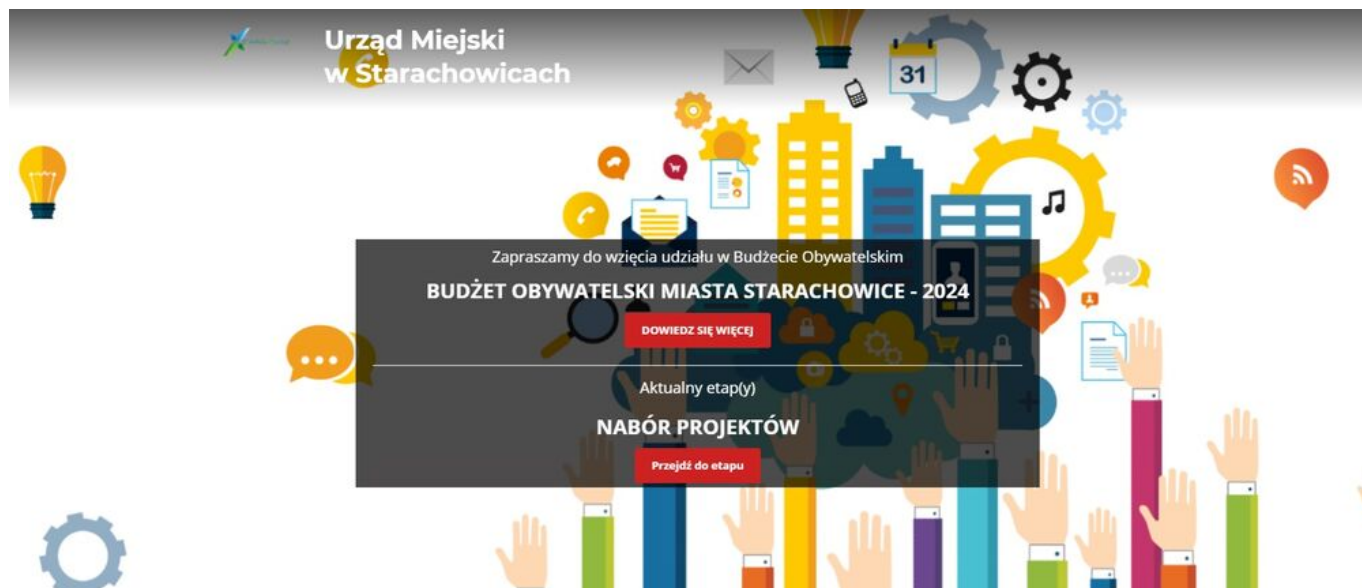 Urząd Miejski
w Starachowicach
31
Zapraszamy do wzięcia udziału w Budżecie Obywatelskim
BUDŻET OBYWATELSKI MIASTA STARACHOWICE - 2024
DOWIEDZ SIĘ WIĘCEJ
Aktualny etap(y)
NABÓR PROJEKTÓW
Przejdź do etapu